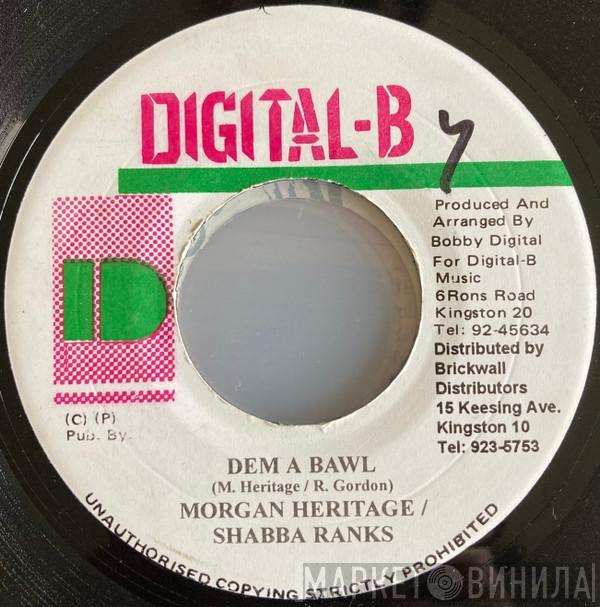 DIGITAL-B
Produced And
Arranged By
Bobby Digital
For Digital-B
Music
6Rons Road
Kingston 20
Tel: 92-45634
Distributed by
Brickwall
Distributors
15 Keesing Ave.
Kingston 10
Tel: 923-5753
D
(C) (P)
Pub. By.
DEM A BAWL
(M. Heritage / R. Gordon)
MORGAN HERITAGE /
SHABBA RANKS
UNAUTHORISED COPYING STRICTLY PROHIBITED
МАРКЕТ ВИНИЛА